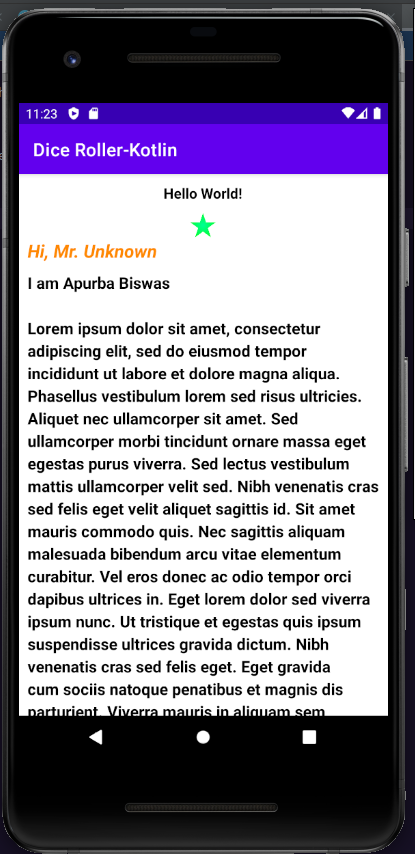 11:23
Dice Roller-Kotlin
Hello World!
Hi, Mr. Unknown
I am Apurba Biswas
Lorem ipsum dolor sit amet, consectetur
adipiscing elit, sed do eiusmod tempor
incididunt ut labore et dolore magna aliqua.
Phasellus vestibulum lorem sed risus ultricies.
Aliquet nec ullamcorper sit amet. Sed
ullamcorper morbi tincidunt ornare massa eget
egestas purus viverra. Sed lectus vestibulum
mattis ullamcorper velit sed. Nibh venenatis cras
sed felis eget velit aliquet sagittis id. Sit amet
mauris commodo quis. Nec sagittis aliquam
malesuada bibendum arcu vitae elementum
curabitur. Vel eros donec ac odio tempor orci
dapibus ultrices in. Eget lorem dolor sed viverra
ipsum nunc. Ut tristique et egestas quis ipsum
suspendisse ultrices gravida dictum. Nibh
venenatis cras sed felis eget. Eget gravida
cum sociis natoque penatibus et magnis dis
parturient. Viverra mauris in aliquam sem